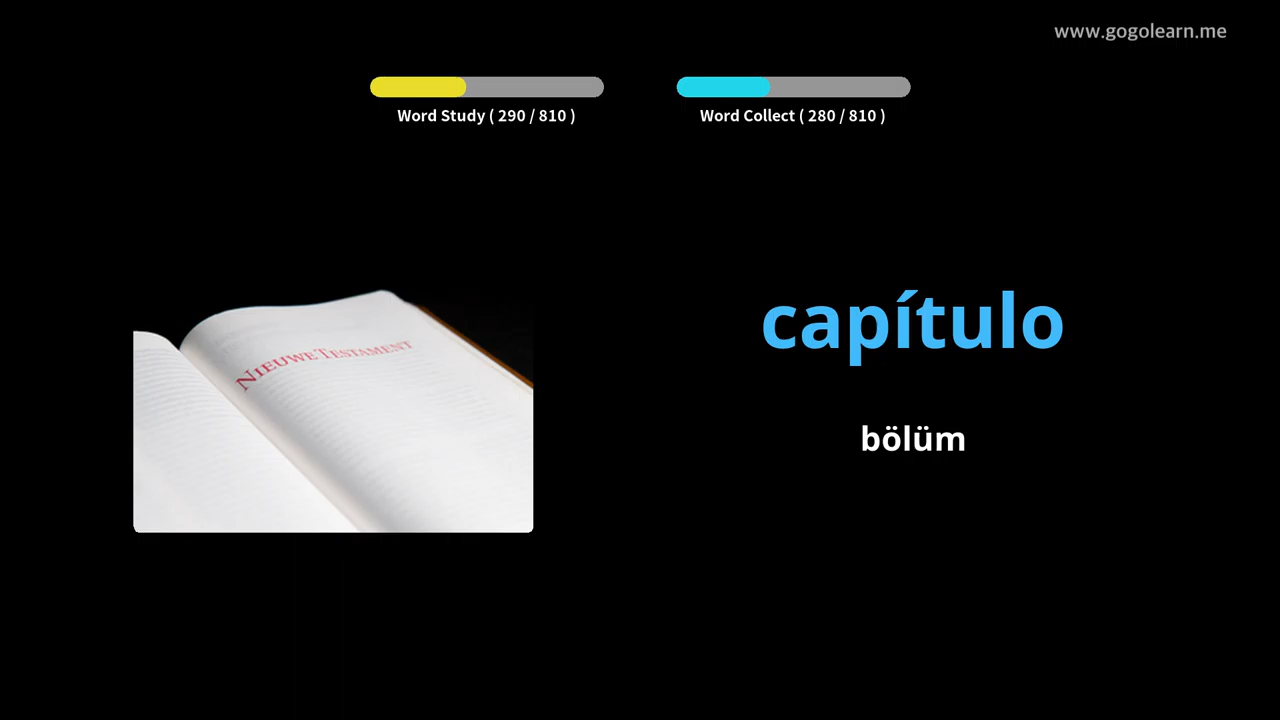 www.gogolearn.me
Word Study ( 290 / 810 )
Word Collect ( 280 / 810 )
NIEUWE TESTAMENT
capítulo
bölüm